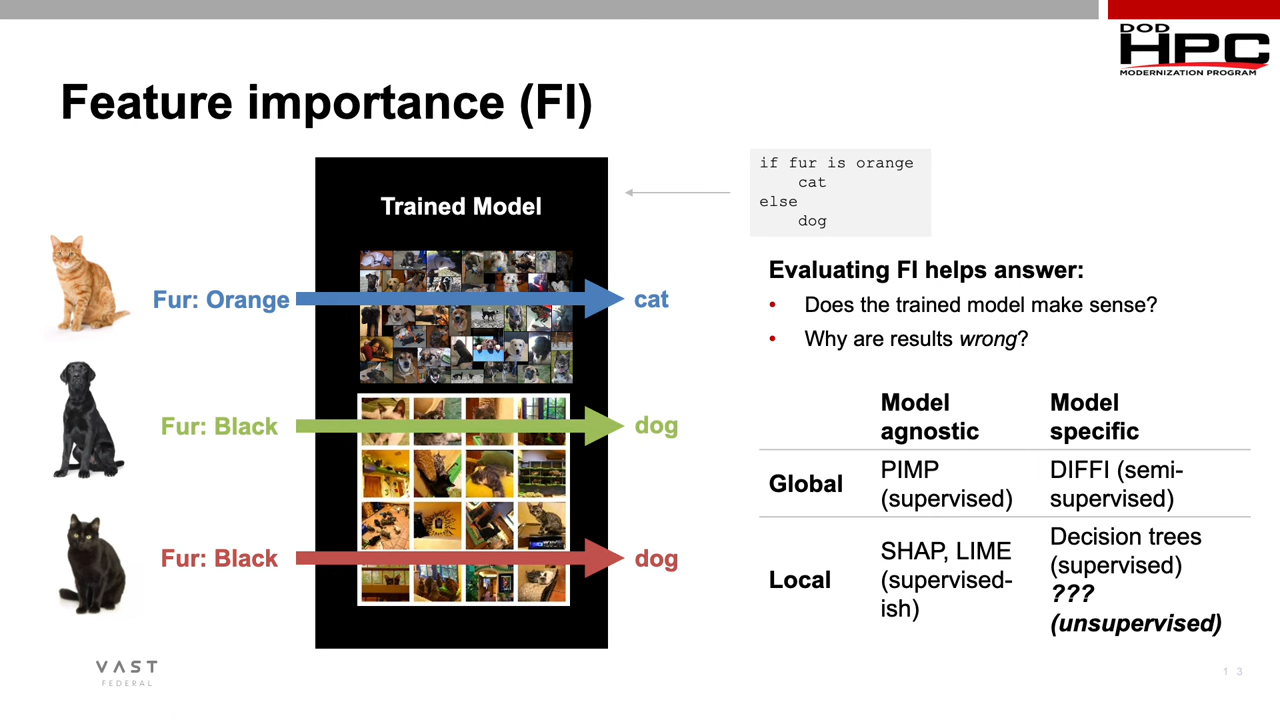 DOD
HPC
MODERNIZATION PROGRAM
Feature importance (FI)
Trained Model
Fur: Orange
cat
Fur: Black
dog
Fur: Black
dog
if fur is orange
    cat
else
    dog
Evaluating FI helps answer:
• Does the trained model make sense?
• Why are results wrong?
Model
agnostic
Model
specific
Global
PIMP
(supervised)
DIFFI (semi-
supervised)
Local
SHAP, LIME
(supervised-
ish)
Decision trees
(supervised)
???
(unsupervised)
VAST
FEDERAL
13